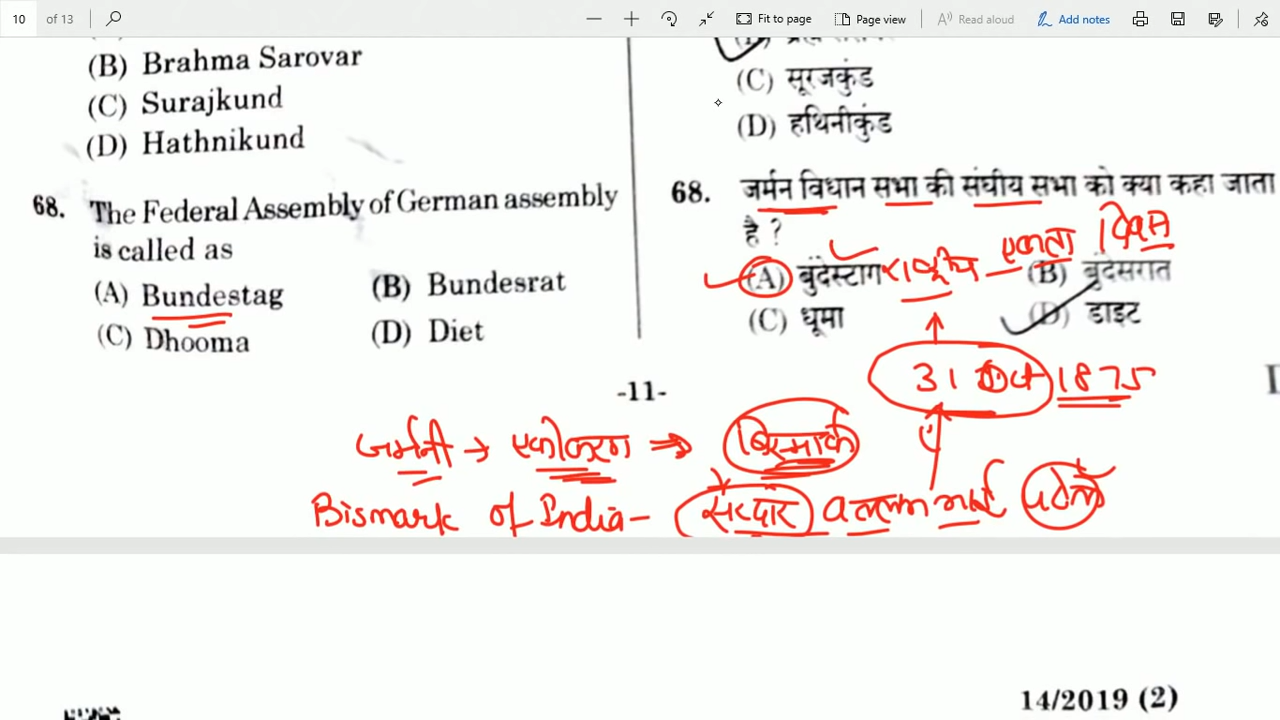 10 of 13
Fit to page
Page view
Read aloud
Add notes
(B) Brahma Sarovar
(C) Surajkund
(D) Hathnikund
68. The Federal Assembly of German assembly
is called as
(A) Bundestag (B) Bundesrat
(C) Dhooma (D) Diet
(C) सूरजकुंड
(D) हथिनीकुंड
68. जर्मन विधान सभा की संघीय सभा को क्या कहा जाता
है ?
(A) बुंदेस्टाग (B) बुंदेसरात
(C) धूमा (D) डाइट
राष्ट्रीय एकता दिवस
31 Oct 1875
-11-
जर्मनी → एकीकरण ⇒ बिस्मार्क
Bismark of India - सरदार वल्लभ भाई पटेल
14/2019 (2)